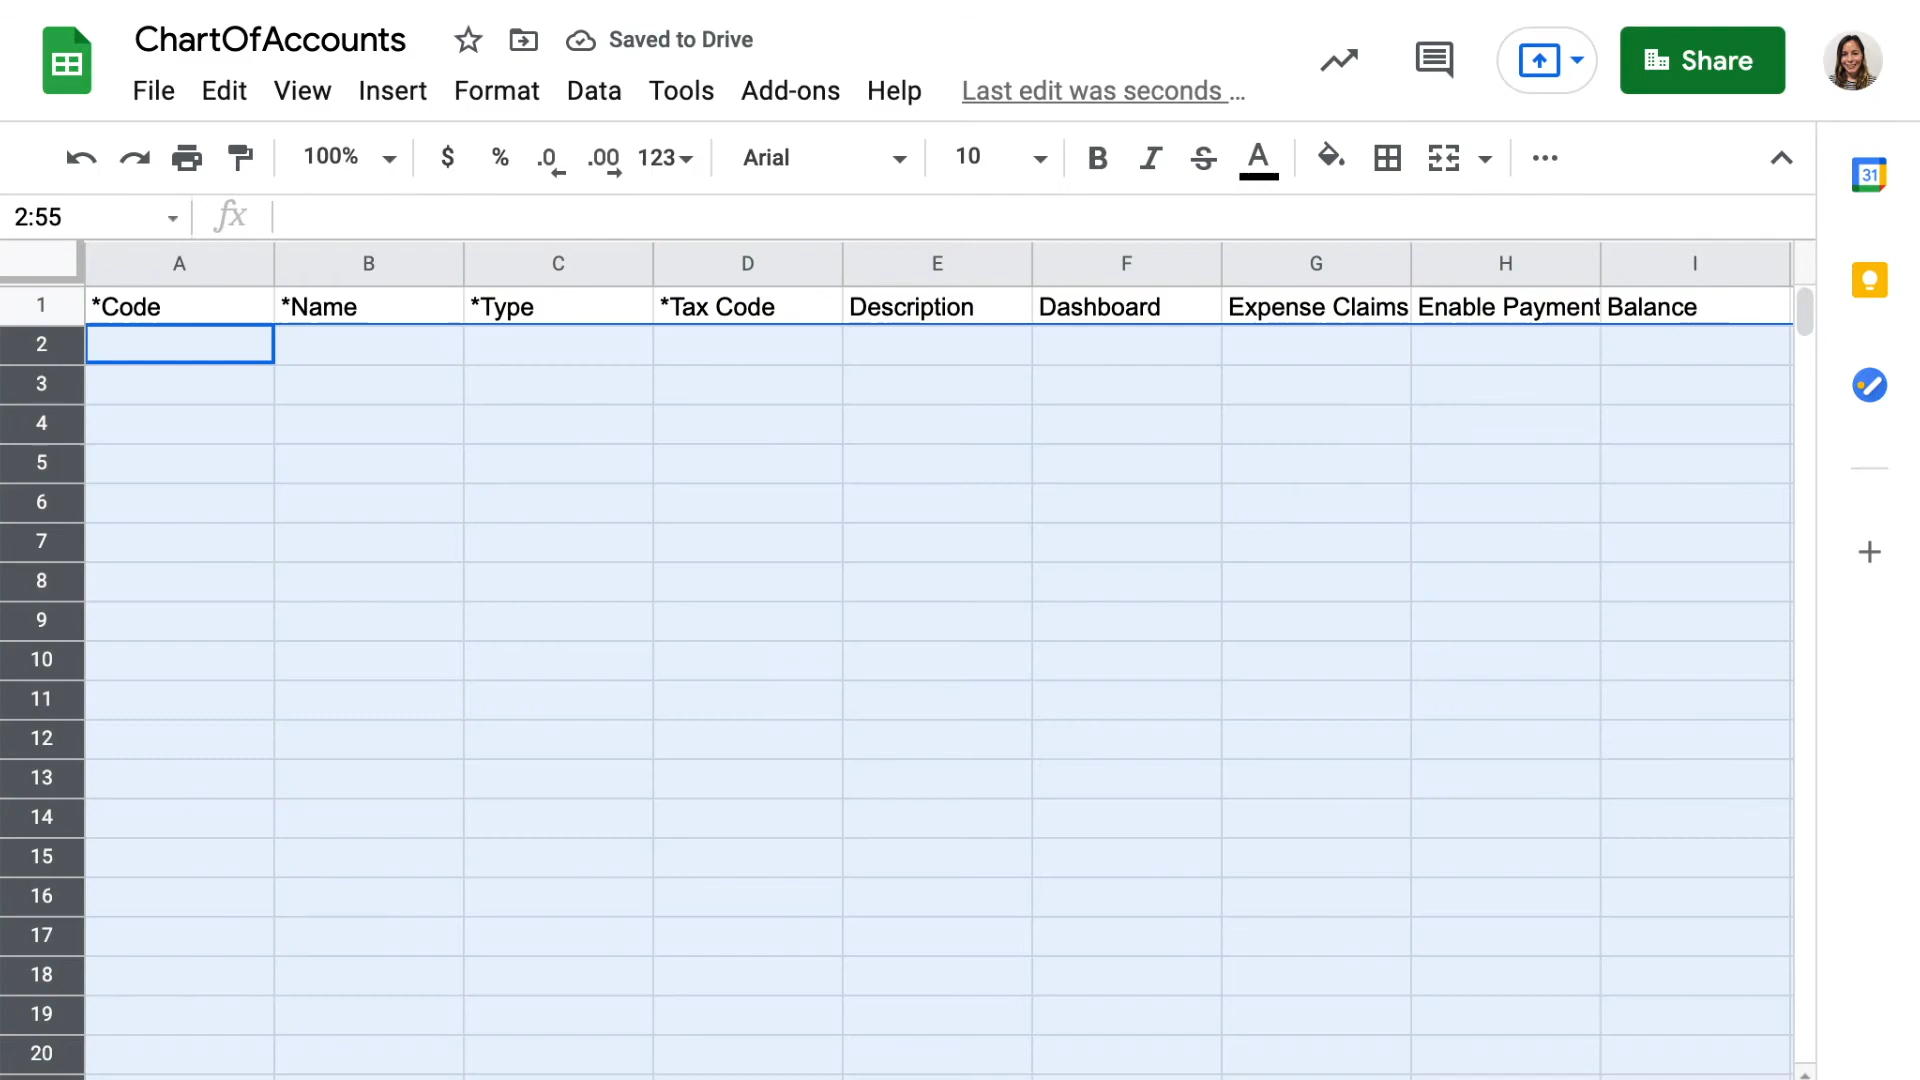 ChartOfAccounts Saved to Drive
File Edit View Insert Format Data Tools Add-ons Help Last edit was seconds ...
Share
100% $ % .0 .00 123 Arial 10 B I S A ...
31
2:55 fx
A B C D E F G H I
1 *Code *Name *Type *Tax Code Description Dashboard Expense Claims Enable Payment Balance
2
3
4
5
6
7
8
9
10
11
12
13
14
15
16
17
18
19
20